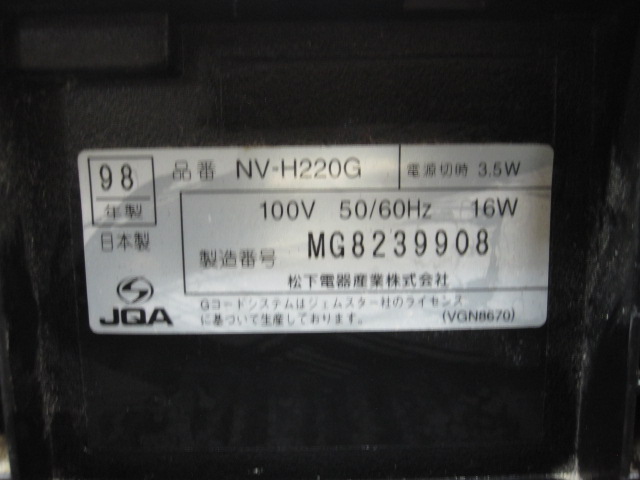 98
年製
日本製
品番 NV-H220G
電源切時 3.5W
100V 50/60Hz 16W
製造番号 MG8239908
松下電器産業株式会社
Gコードシステムはジェムスター社のライセンス
に基づいて生産しております。
(VGN8670)
JQA